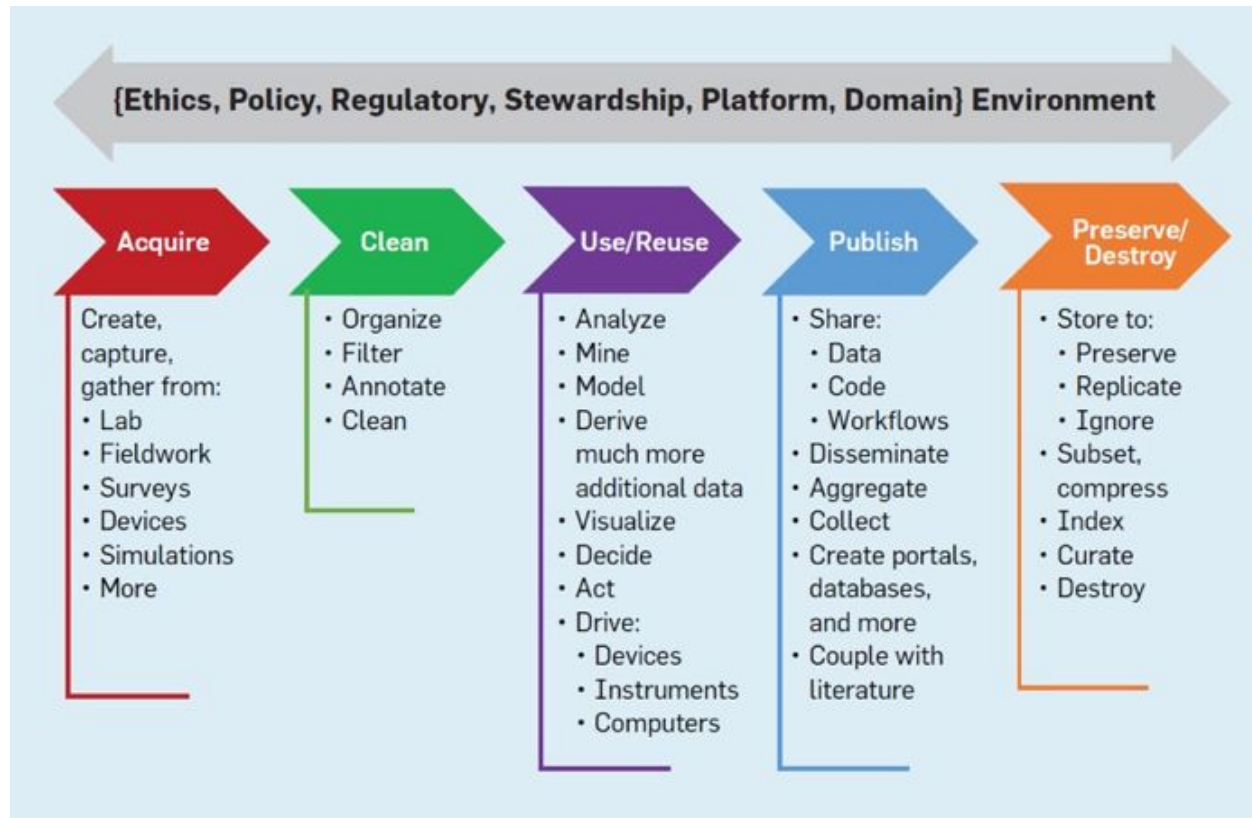 {Ethics, Policy, Regulatory, Stewardship, Platform, Domain} Environment
Acquire
Create,
capture,
gather from:
• Lab
• Fieldwork
• Surveys
• Devices
• Simulations
• More
Clean
• Organize
• Filter
• Annotate
• Clean
Use/Reuse
• Analyze
• Mine
• Model
• Derive
much more
additional data
• Visualize
• Decide
• Act
• Drive:
• Devices
• Instruments
• Computers
Publish
• Share:
• Data
• Code
• Workflows
• Disseminate
• Aggregate
• Collect
• Create portals,
databases,
and more
• Couple with
literature
Preserve/
Destroy
• Store to:
• Preserve
• Replicate
• Ignore
• Subset,
compress
• Index
• Curate
• Destroy